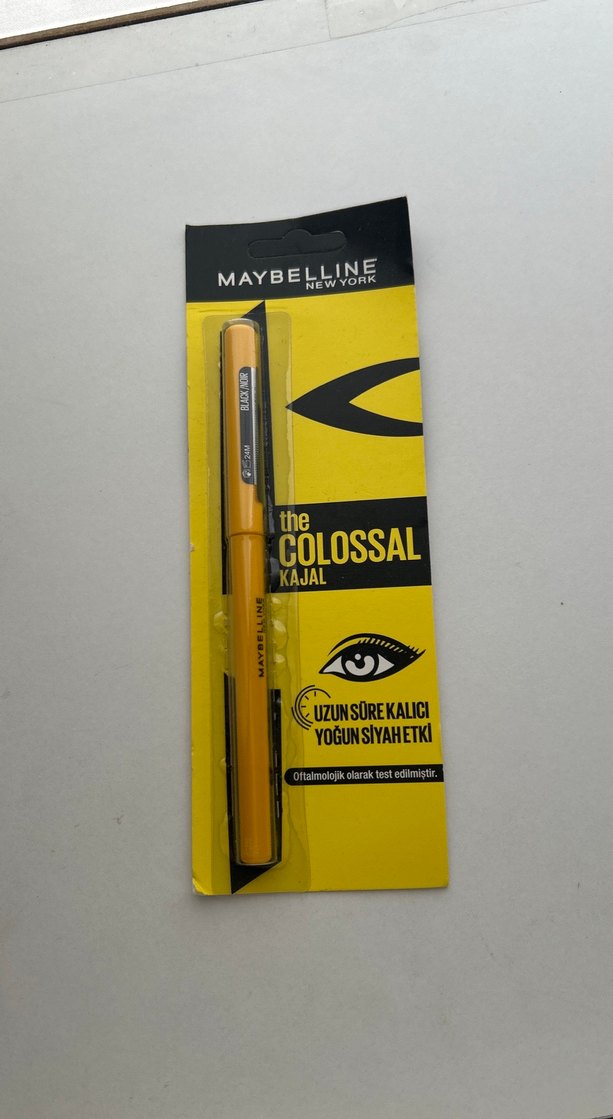 MAYBELLINE
NEW YORK
BLACK/NOIR
24M
MAYBELLINE
the
COLOSSAL
KAJAL
UZUN SÜRE KALICI
YOĞUN SİYAH ETKİ
Oftalmolojik olarak test edilmiştir.